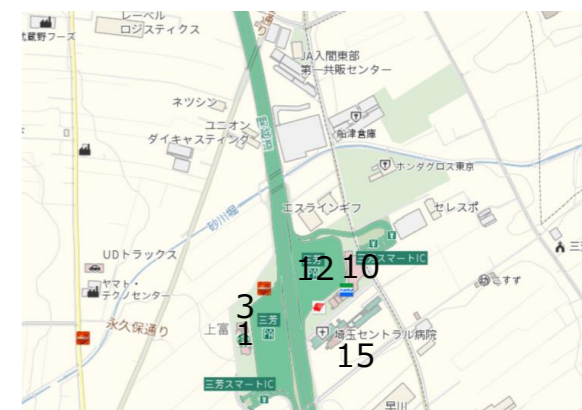 レーベル
ロジスティクス
武蔵野フーズ
JA入間東部
第一共販センター
ネツシン
ユニオン
ダイキャスティング
船津倉庫
ホンダグロス東京
砂川堀
エスラインギフ
セレスポ
三芳スマートIC
UDトラックス
ヤマト・
テクノセンター
永久保通り
上富
三芳
三芳
12
10
3
1
15
こすず
埼玉セントラル病院
三芳スマートIC
早川